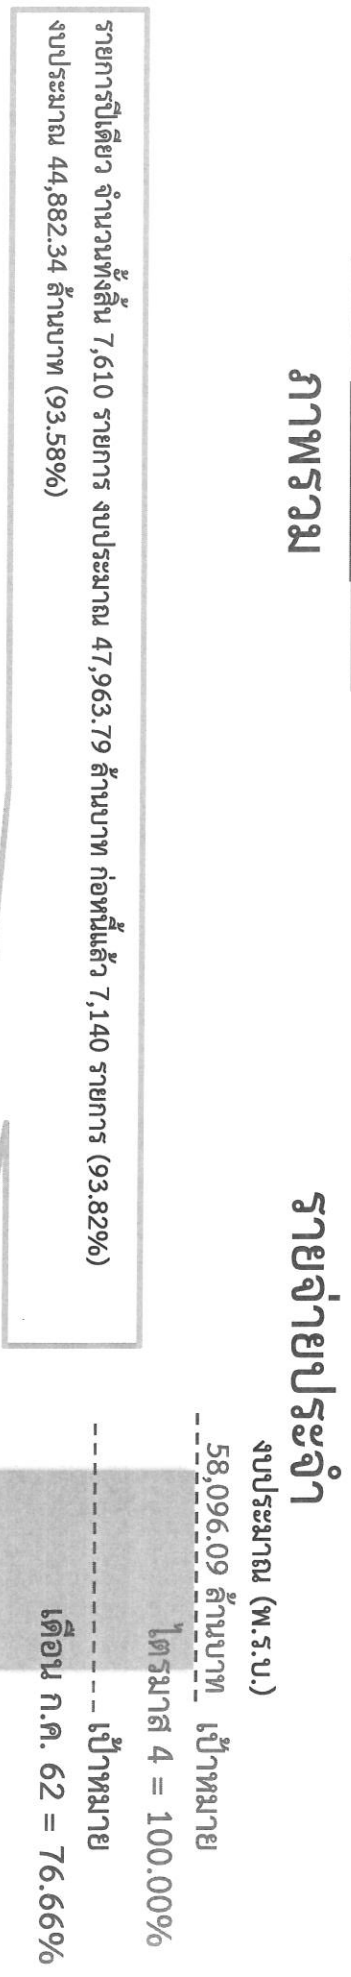 ภาพรวม
รายจ่ายประจำ
งบประมาณ (พ.ร.บ.)
58,096.09 ล้านบาท
เป้าหมาย
ไตรมาส 4 = 100.00%
เป้าหมาย
เดือน ก.ค. 62 = 76.66%
รายการปีเดียว จำนวนทั้งสิ้น 7,610 รายการ งบประมาณ 47,963.79 ล้านบาท ก่อหนี้แล้ว 7,140 รายการ (93.82%)
งบประมาณ 44,882.34 ล้านบาท (93.58%)